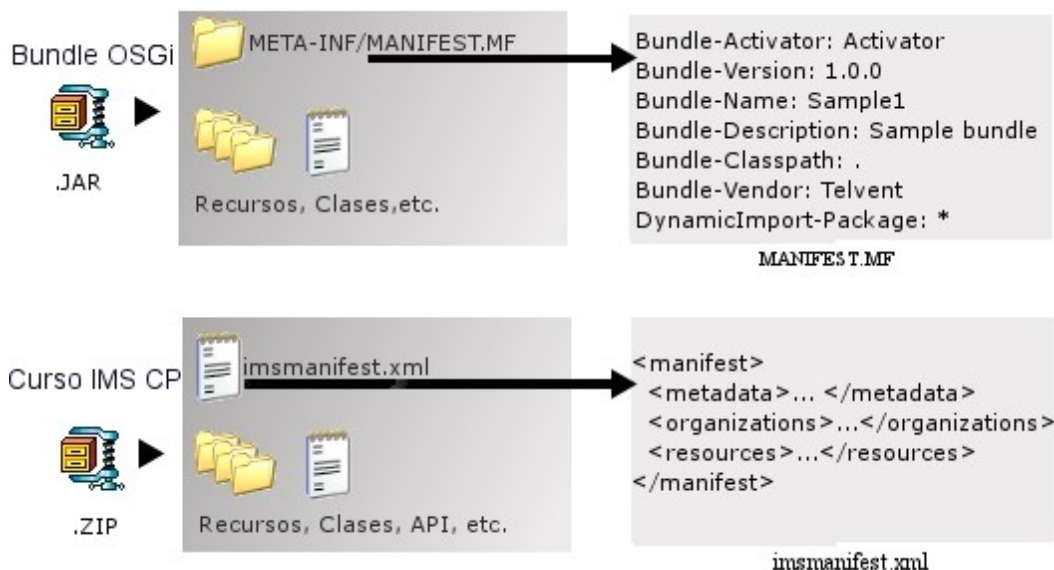 Bundle OSGi
.JAR
META-INF/MANIFEST.MF
Recursos, Clases,etc.
Bundle-Activator: Activator
Bundle-Version: 1.0.0
Bundle-Name: Sample1
Bundle-Description: Sample bundle
Bundle-Classpath: .
Bundle-Vendor: Telvent
DynamicImport-Package: *
MANIFEST.MF
Curso IMS CP
.ZIP
imsmanifest.xml
Recursos, Clases, API, etc.
<manifest>
<metadata>... </metadata>
<organizations>...</organizations>
<resources>...</resources>
</manifest>
imsmanifest.xml